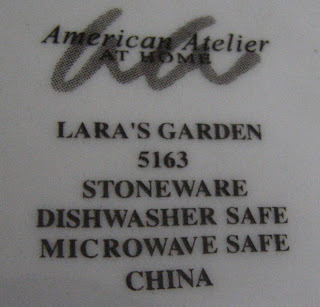 American Atelier
AT HOME
LARA'S GARDEN
5163
STONEWARE
DISHWASHER SAFE
MICROWAVE SAFE
CHINA